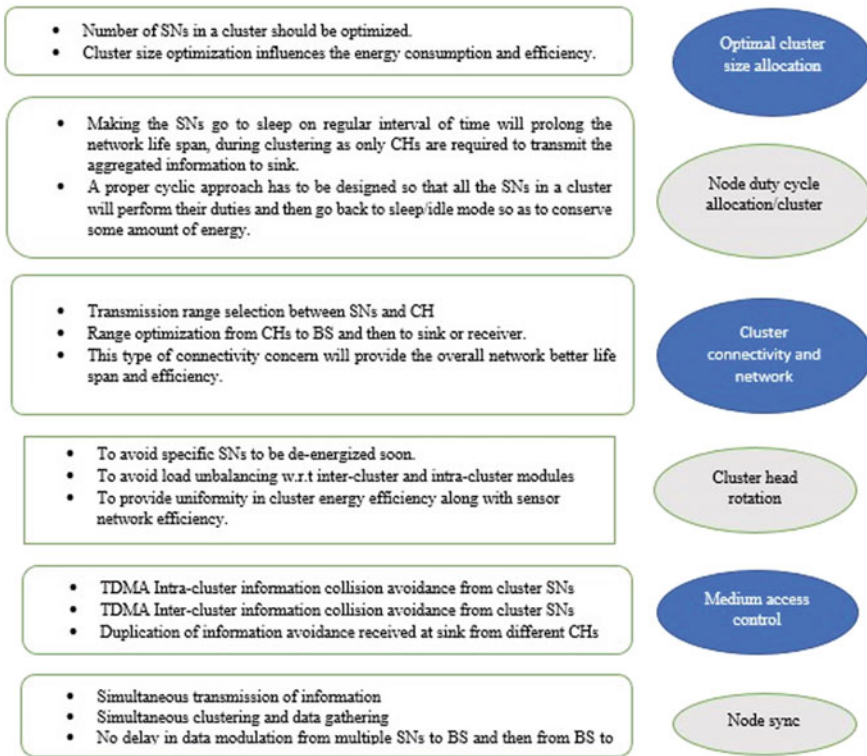 • Number of SNs in a cluster should be optimized.
• Cluster size optimization influences the energy consumption and efficiency.
Optimal cluster
size allocation
• Making the SNs go to sleep on regular interval of time will prolong the
network life span, during clustering as only CHs are required to transmit the
aggregated information to sink.
• A proper cyclic approach has to be designed so that all the SNs in a cluster
will perform their duties and then go back to sleep/idle mode so as to conserve
some amount of energy.
Node duty cycle
allocation/cluster
• Transmission range selection between SNs and CH
• Range optimization from CHs to BS and then to sink or receiver.
• This type of connectivity concern will provide the overall network better life
span and efficiency.
Cluster
connectivity and
network
• To avoid specific SNs to be de-energized soon.
• To avoid load unbalancing w.r.t inter-cluster and intra-cluster modules
• To provide uniformity in cluster energy efficiency along with sensor
network efficiency.
Cluster head
rotation
• TDMA Intra-cluster information collision avoidance from cluster SNs
• TDMA Inter-cluster information collision avoidance from cluster SNs
• Duplication of information avoidance received at sink from different CHs
Medium access
control
• Simultaneous transmission of information
• Simultaneous clustering and data gathering
• No delay in data modulation from multiple SNs to BS and then from BS to
Node sync